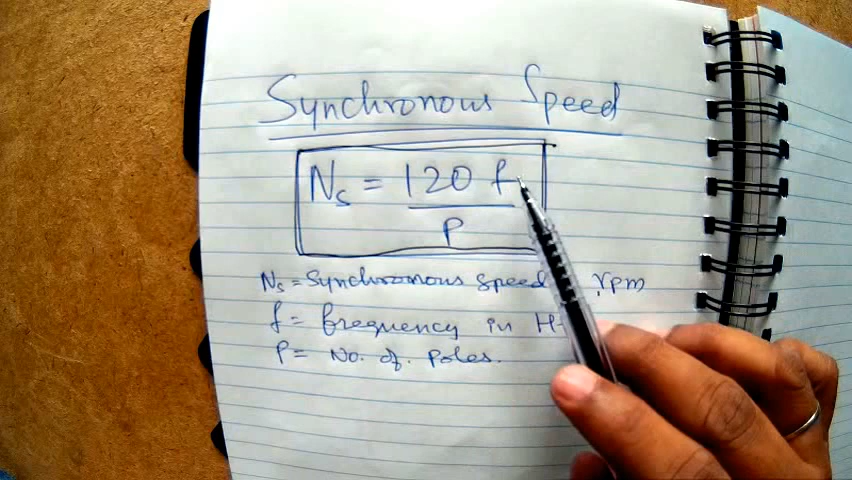 Synchronous Speed
Ns = 120 f
P
Ns = Synchronous speed rpm
f = frequency in H
P = No. of. Poles.